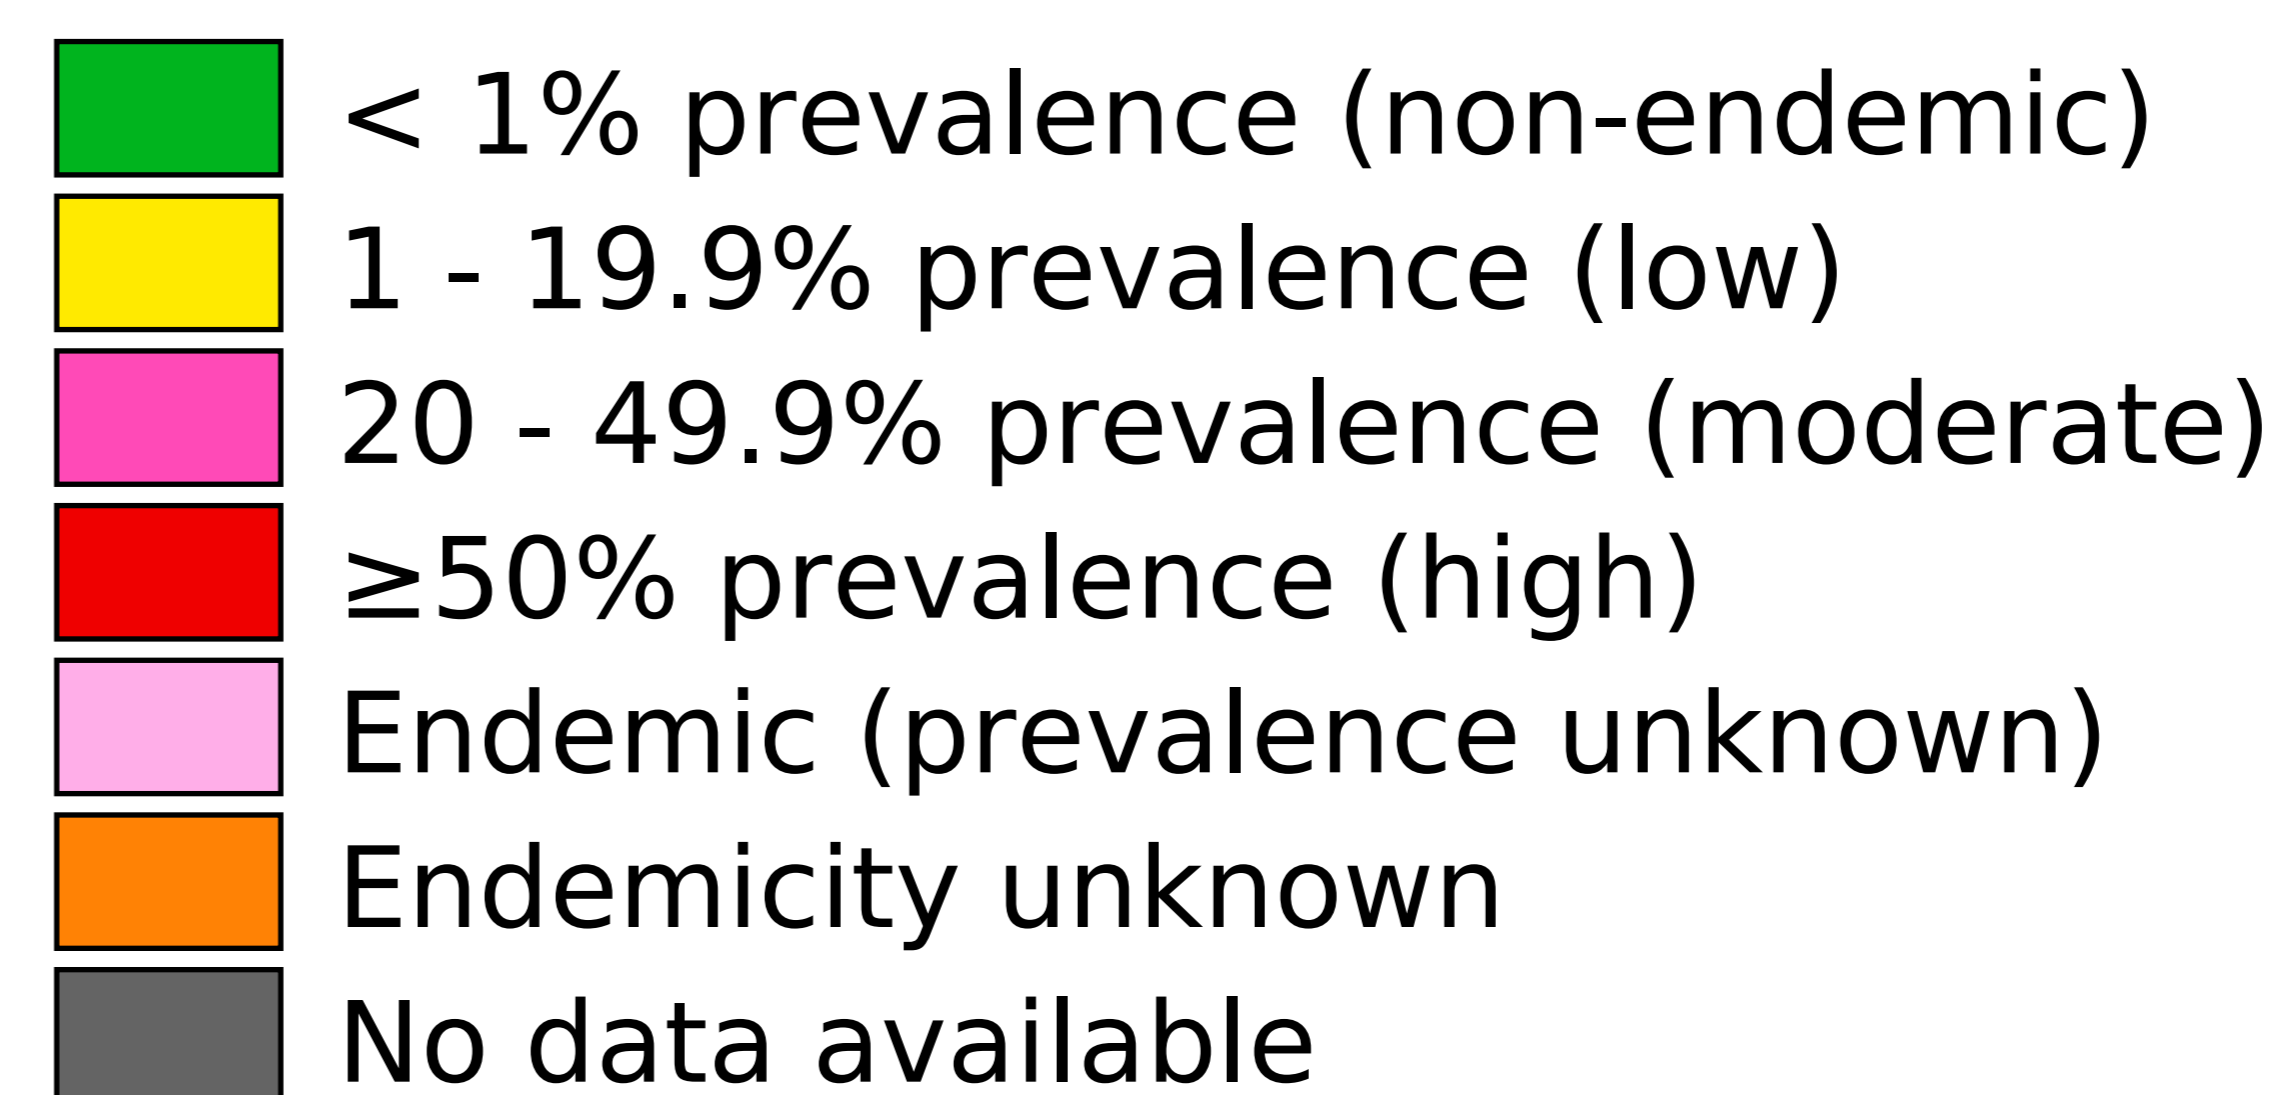 < 1% prevalence (non-endemic)
1 - 19.9% prevalence (low)
20 - 49.9% prevalence (moderate)
≥50% prevalence (high)
Endemic (prevalence unknown)
Endemicity unknown
No data available